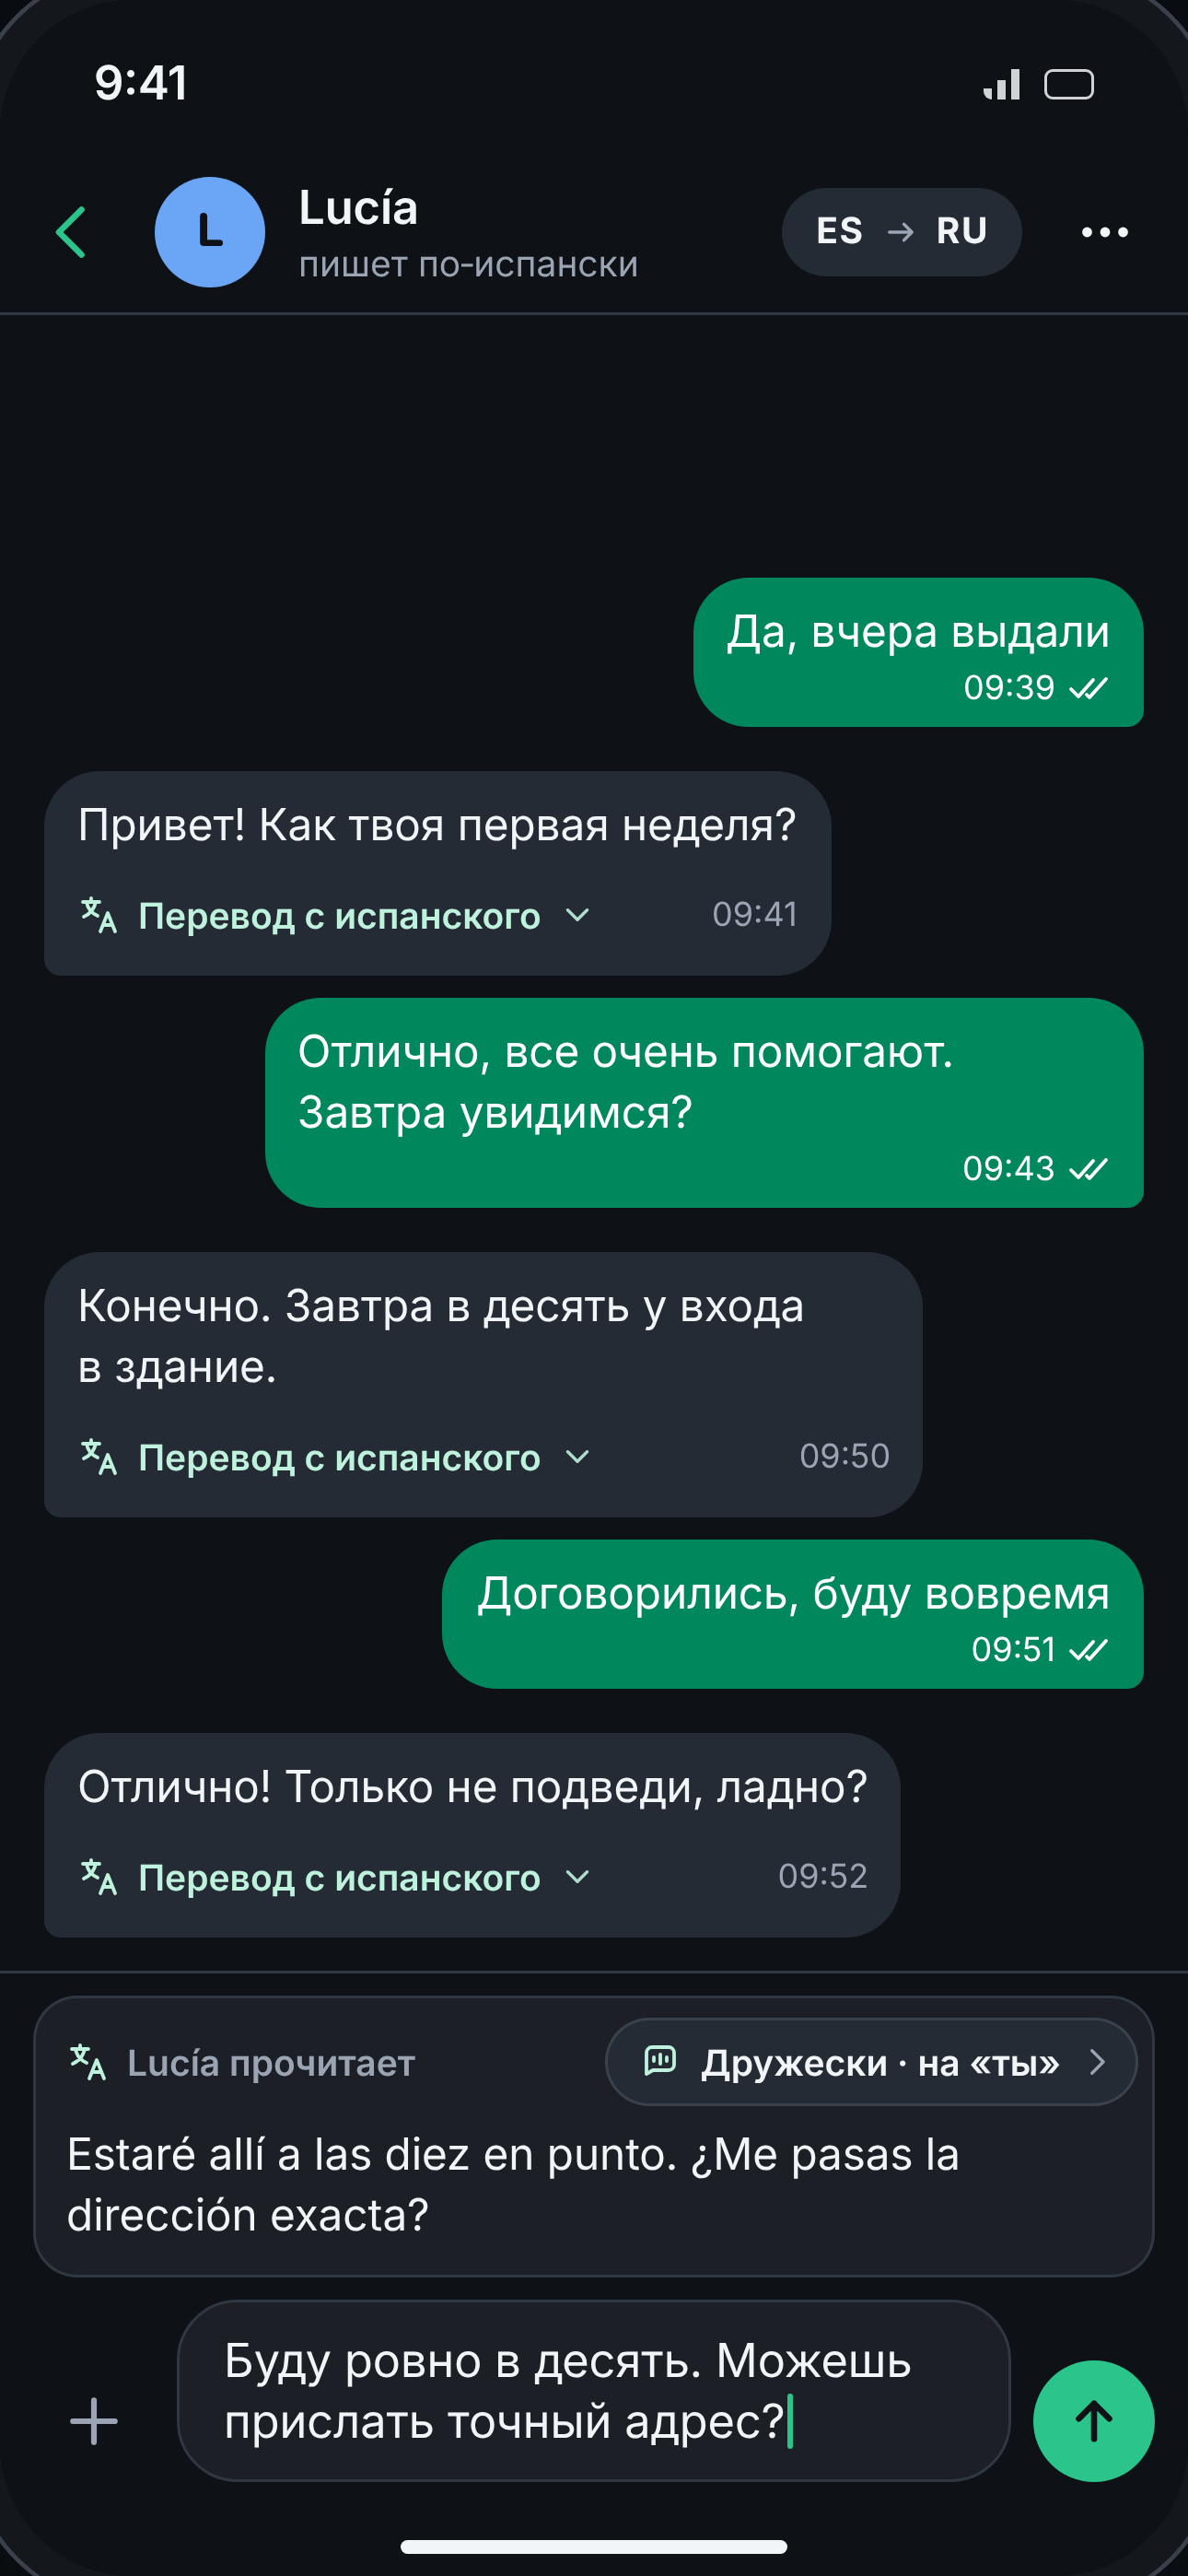 9:41
L
Lucía
пишет по-испански
ES → RU
Да, вчера выдали
09:39
Привет! Как твоя первая неделя?
Перевод с испанского
09:41
Отлично, все очень помогают.
Завтра увидимся?
09:43
Конечно. Завтра в десять у входа
в здание.
Перевод с испанского
09:50
Договорились, буду вовремя
09:51
Отлично! Только не подведи, ладно?
Перевод с испанского
09:52
Lucía прочитает
Дружески · на «ты»
Estaré allí a las diez en punto. ¿Me pasas la
dirección exacta?
Буду ровно в десять. Можешь
прислать точный адрес?